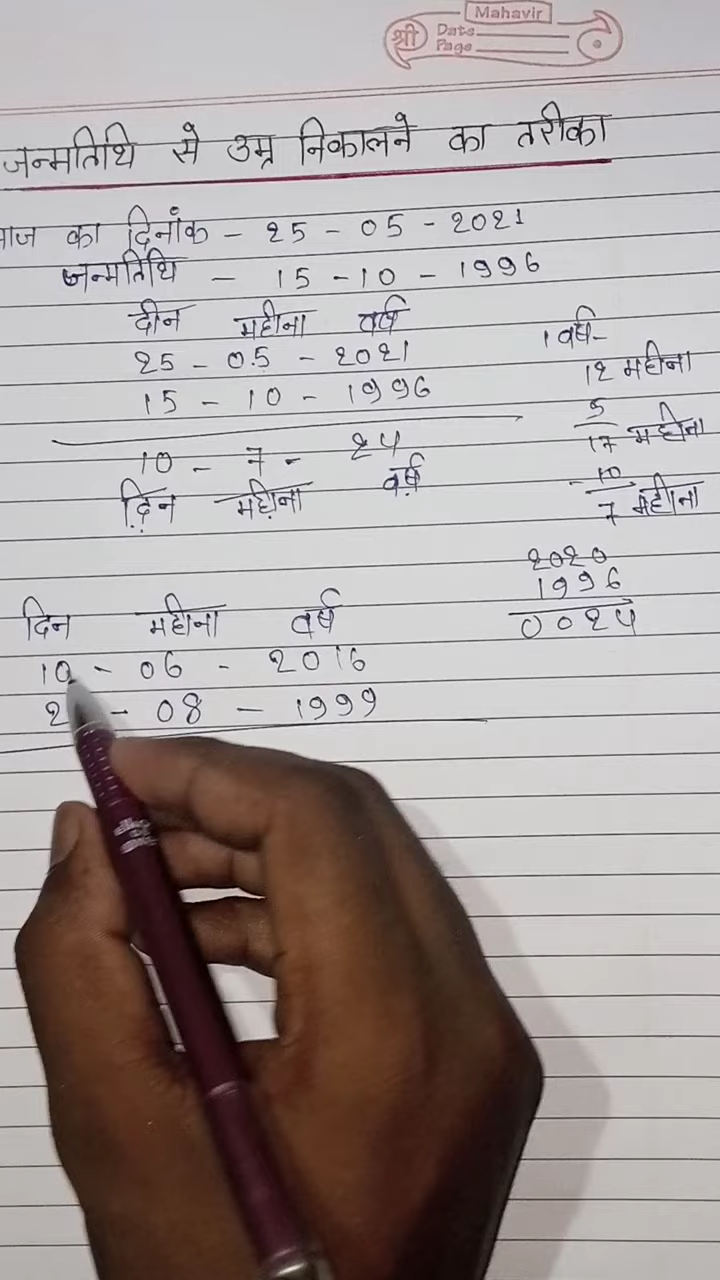 Mahavir
श्री Date
Page
जन्मतिथि से उम्र निकालने का तरीका
का दिनांक - 25 - 05 - 2021
जन्मतिथि - 15 - 10 - 1996
दीन महीना वर्ष
25 - 05 - 2021
15 - 10 - 1996
10 - 7 - 24
दिन महीना वर्ष
1 वर्ष -
12 महीना
5
17 महीना
- 10
7 महीना
2020
1996
0024
दिन महीना वर्ष
10 - 06 - 2016
- 08 - 1999